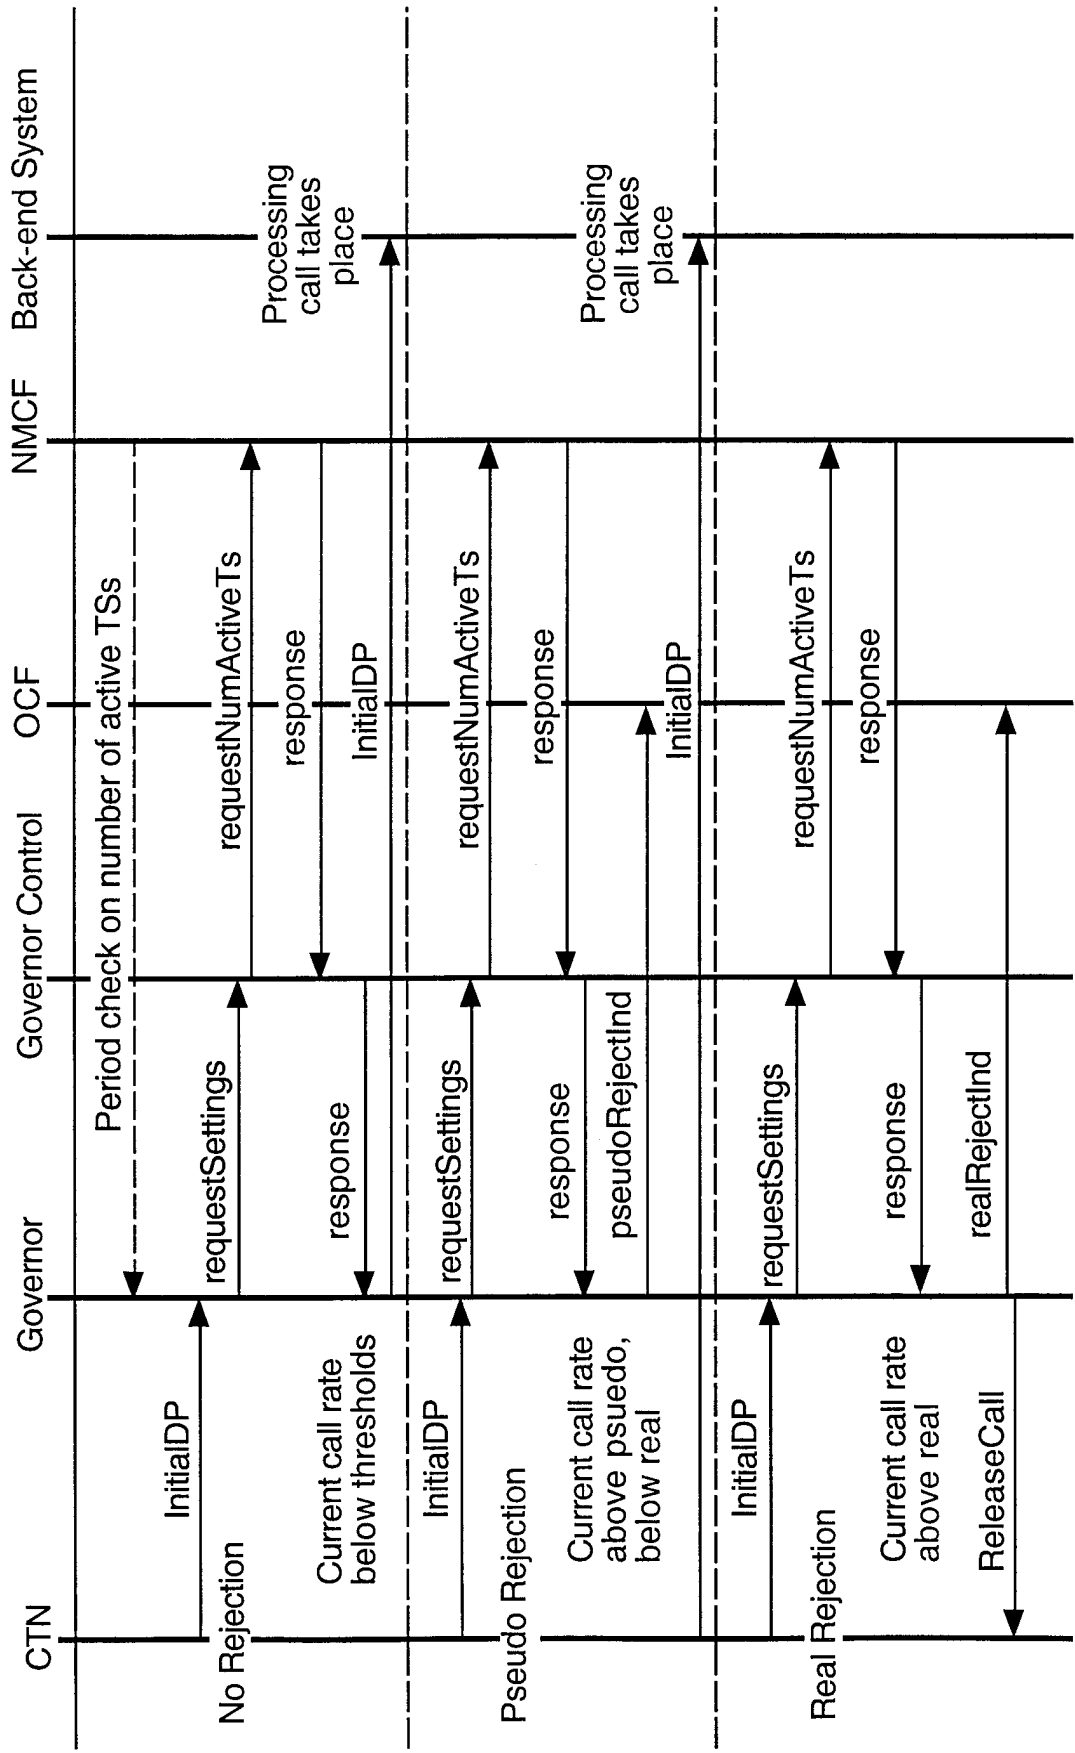 CTN
Governor
Governor Control
OCF
NMCF
Back-end System
Period check on number of active TSs
InitialDP
No Rejection
requestSettings
requestNumActiveTs
response
response
Current call rate
below thresholds
InitialDP
Processing
call takes
place
InitialDP
Pseudo Rejection
requestSettings
requestNumActiveTs
response
response
Current call rate
above psuedo,
below real
pseudoRejectInd
InitialDP
Processing
call takes
place
InitialDP
Real Rejection
requestSettings
requestNumActiveTs
response
response
Current call rate
above real
realRejectInd
ReleaseCall